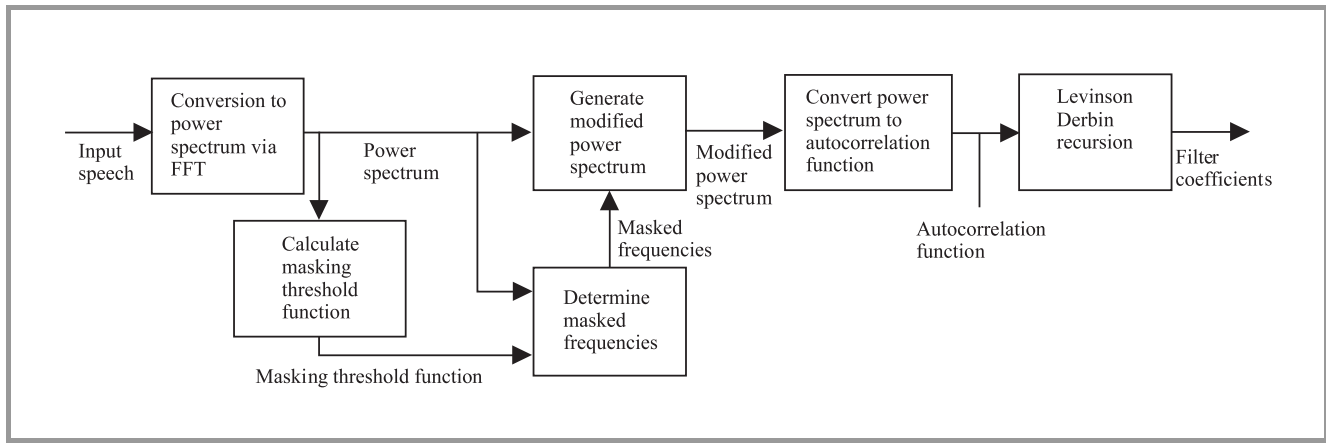 Conversion to
power
spectrum via
FFT
Input
speech
Power
spectrum
Generate
modified
power
spectrum
Modified
power
spectrum
Convert power
spectrum to
autocorrelation
function
Levinson
Derbin
recursion
Filter
coefficients
Autocorrelation
function
Calculate
masking
threshold
function
Masked
frequencies
Determine
masked
frequencies
Masking threshold function